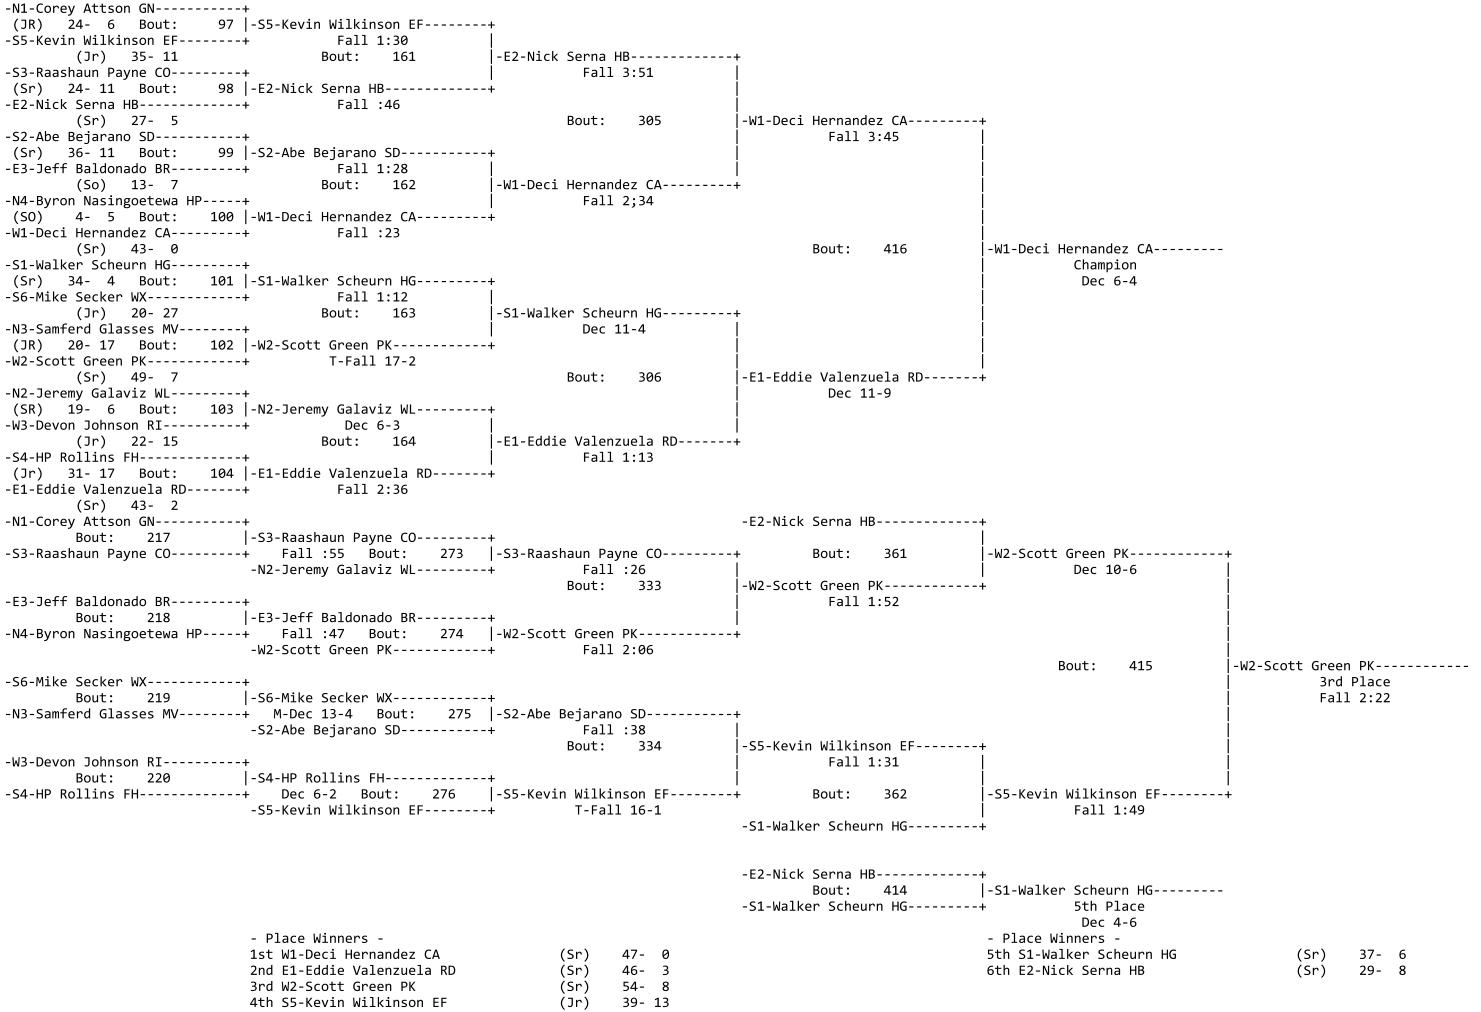 -N1-Corey Attson GN-----------+
(JR) 24- 6 Bout: 97 |-S5-Kevin Wilkinson EF--------+
-S5-Kevin Wilkinson EF--------+ Fall 1:30 |
(Jr) 35- 11 Bout: 161 |-E2-Nick Serna HB-------------+
-S3-Raashaun Payne CO---------+ | Fall 3:51 |
(Sr) 24- 11 Bout: 98 |-E2-Nick Serna HB-------------+ |
-E2-Nick Serna HB-------------+ Fall :46 |
(Sr) 27- 5 Bout: 305 |-W1-Deci Hernandez CA---------+
-S2-Abe Bejarano SD-----------+ | Fall 3:45 |
(Sr) 36- 11 Bout: 99 |-S2-Abe Bejarano SD-----------+ | |
-E3-Jeff Baldonado BR---------+ Fall 1:28 | | |
(So) 13- 7 Bout: 162 |-W1-Deci Hernandez CA---------+ |
-N4-Byron Nasingoetewa HP-----+ | Fall 2;34 |
(SO) 4- 5 Bout: 100 |-W1-Deci Hernandez CA---------+ |
-W1-Deci Hernandez CA---------+ Fall :23 |
(Sr) 43- 0 Bout: 416 |-W1-Deci Hernandez CA---------
-S1-Walker Scheurn HG---------+ | Champion
(Sr) 34- 4 Bout: 101 |-S1-Walker Scheurn HG---------+ | Dec 6-4
-S6-Mike Secker WX------------+ Fall 1:12 | |
(Jr) 20- 27 Bout: 163 |-S1-Walker Scheurn HG---------+ |
-N3-Samferd Glasses MV--------+ | Dec 11-4 | |
(JR) 20- 17 Bout: 102 |-W2-Scott Green PK------------+ | |
-W2-Scott Green PK------------+ T-Fall 17-2 | |
(Sr) 49- 7 Bout: 306 |-E1-Eddie Valenzuela RD-------+
-N2-Jeremy Galaviz WL---------+ | Dec 11-9
(SR) 19- 6 Bout: 103 |-N2-Jeremy Galaviz WL---------+ |
-W3-Devon Johnson RI----------+ Dec 6-3 | |
(Jr) 22- 15 Bout: 164 |-E1-Eddie Valenzuela RD-------+
-S4-HP Rollins FH-------------+ | Fall 1:13
(Jr) 31- 17 Bout: 104 |-E1-Eddie Valenzuela RD-------+
-E1-Eddie Valenzuela RD-------+ Fall 2:36
(Sr) 43- 2
-N1-Corey Attson GN-----------+ -E2-Nick Serna HB-------------+
Bout: 217 |-S3-Raashaun Payne CO---------+ |
-S3-Raashaun Payne CO---------+ Fall :55 Bout: 273 |-S3-Raashaun Payne CO---------+ Bout: 361 |-W2-Scott Green PK------------+
-N2-Jeremy Galaviz WL---------+ Fall :26 | | Dec 10-6 |
Bout: 333 |-W2-Scott Green PK------------+ |
-E3-Jeff Baldonado BR---------+ | Fall 1:52 |
Bout: 218 |-E3-Jeff Baldonado BR---------+ | |
-N4-Byron Nasingoetewa HP-----+ Fall :47 Bout: 274 |-W2-Scott Green PK------------+ |
-W2-Scott Green PK------------+ Fall 2:06 |
Bout: 415 |-W2-Scott Green PK------------
-S6-Mike Secker WX------------+ | 3rd Place
Bout: 219 |-S6-Mike Secker WX------------+ | Fall 2:22
-N3-Samferd Glasses MV--------+ M-Dec 13-4 Bout: 275 |-S2-Abe Bejarano SD-----------+ |
-S2-Abe Bejarano SD-----------+ Fall :38 | |
Bout: 334 |-S5-Kevin Wilkinson EF--------+ |
-W3-Devon Johnson RI----------+ | Fall 1:31 | |
Bout: 220 |-S4-HP Rollins FH-------------+ | | |
-S4-HP Rollins FH-------------+ Dec 6-2 Bout: 276 |-S5-Kevin Wilkinson EF--------+ Bout: 362 |-S5-Kevin Wilkinson EF--------+
-S5-Kevin Wilkinson EF--------+ T-Fall 16-1 | Fall 1:49
-S1-Walker Scheurn HG---------+
-E2-Nick Serna HB-------------+
Bout: 414 |-S1-Walker Scheurn HG---------
-S1-Walker Scheurn HG---------+ 5th Place
Dec 4-6
- Place Winners - - Place Winners -
1st W1-Deci Hernandez CA (Sr) 47- 0 5th S1-Walker Scheurn HG (Sr) 37- 6
2nd E1-Eddie Valenzuela RD (Sr) 46- 3 6th E2-Nick Serna HB (Sr) 29- 8
3rd W2-Scott Green PK (Sr) 54- 8
4th S5-Kevin Wilkinson EF (Jr) 39- 13